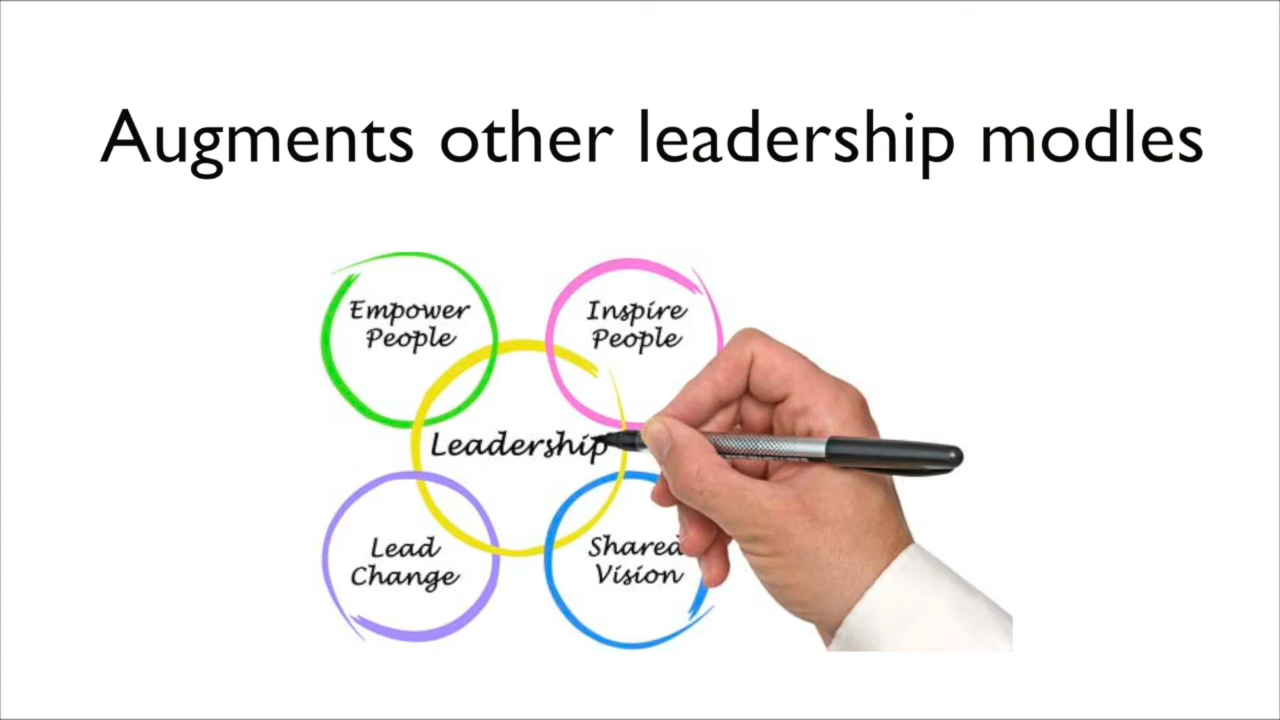 Augments other leadership modles
Empower
People
Inspire
People
Leadership
Lead
Change
Shared
Vision